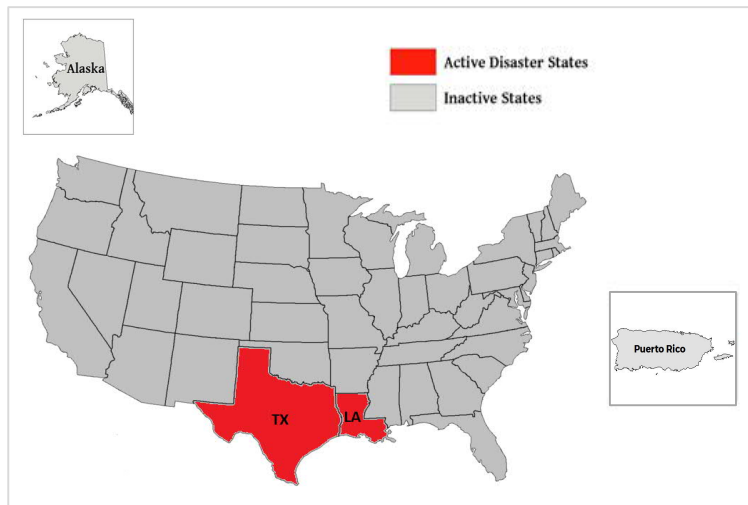 Alaska
Active Disaster States
Inactive States
Puerto Rico
TX
LA